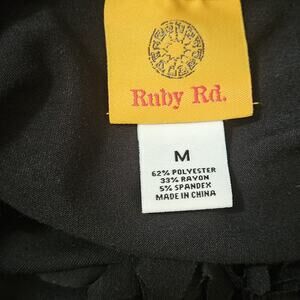 Ruby Rd.
M
62% POLYESTER
33% RAYON
5% SPANDEX
MADE IN CHINA